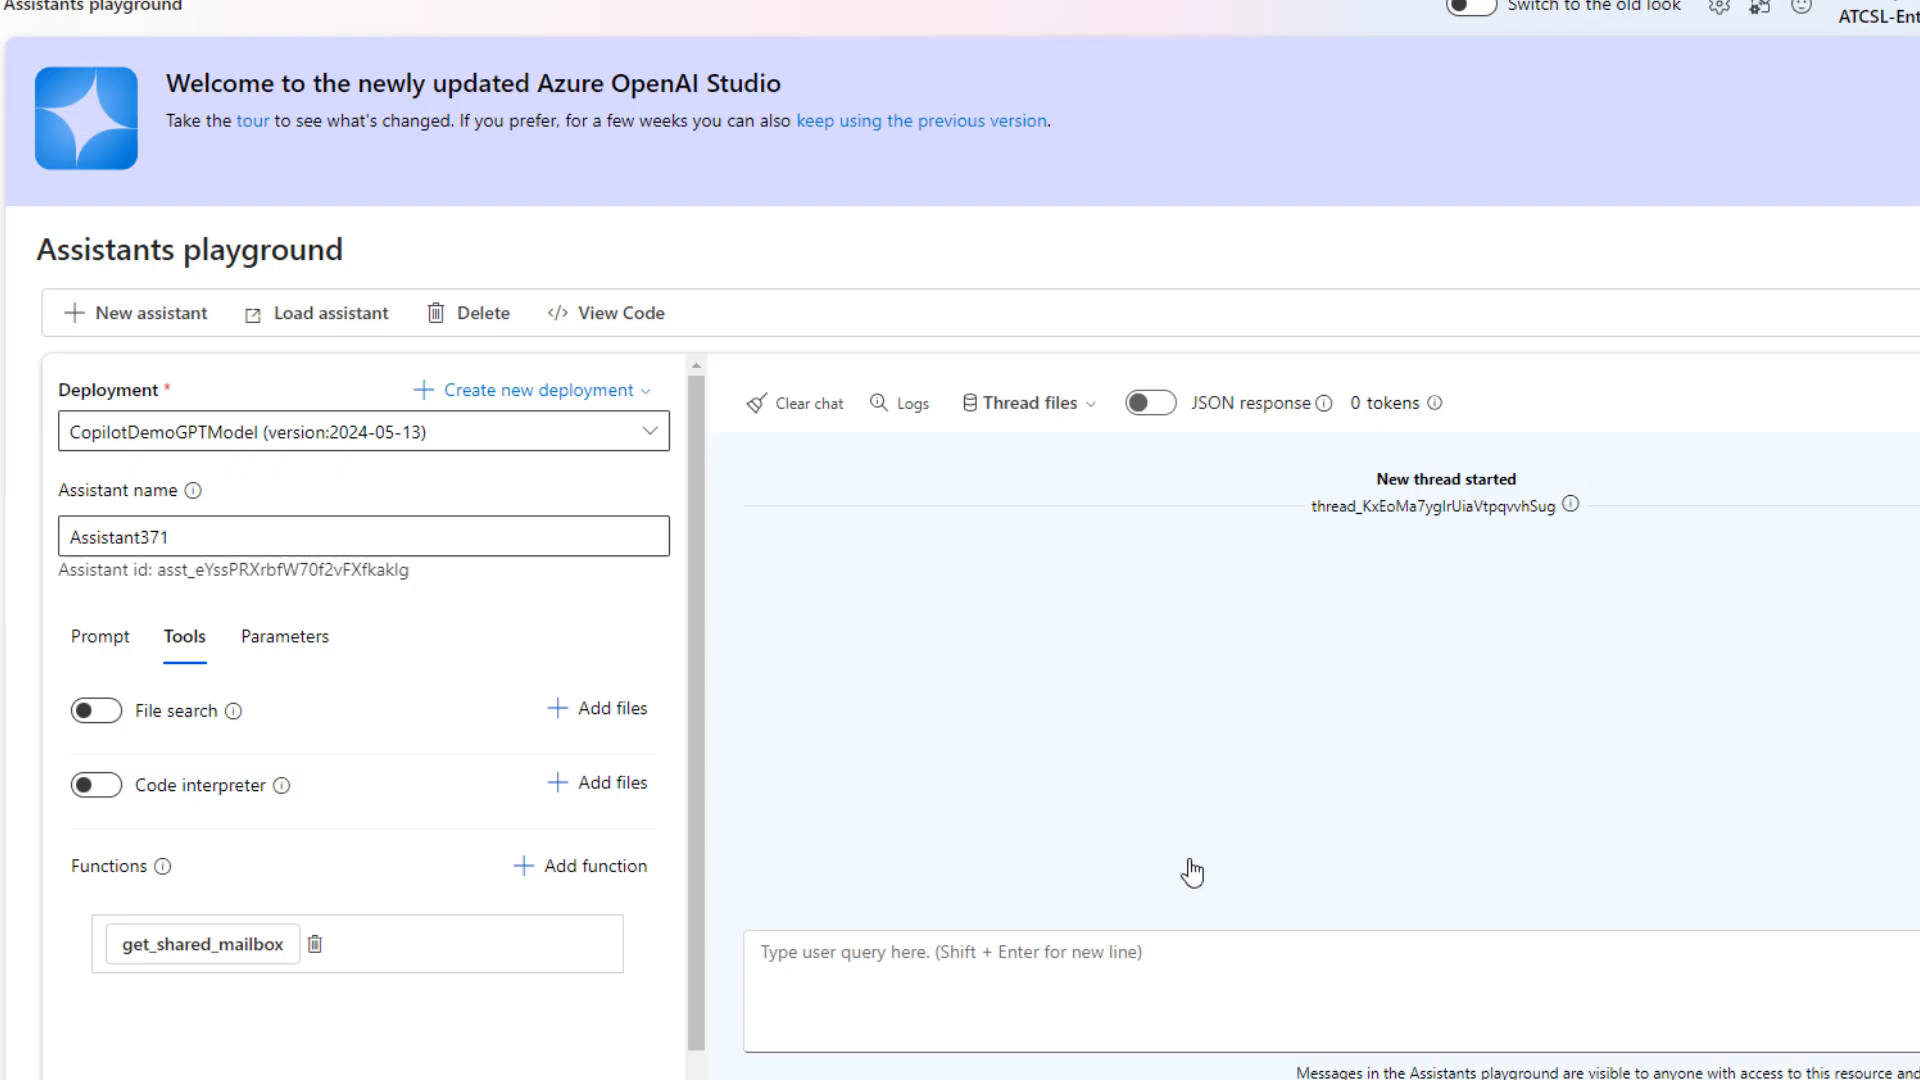 Assistants playground
Switch to the old look
ATCSL-Ent
Welcome to the newly updated Azure OpenAI Studio
Take the tour to see what's changed. If you prefer, for a few weeks you can also keep using the previous version.
Assistants playground
New assistant Load assistant Delete </> View Code
Deployment * Create new deployment
CopilotDemoGPTModel (version:2024-05-13)
Assistant name
Assistant371
Assistant id: asst_eYssPRXrbfW70f2vFXfkaklg
Prompt Tools Parameters
File search Add files
Code interpreter Add files
Functions Add function
get_shared_mailbox
Clear chat Logs Thread files JSON response 0 tokens
New thread started
thread_KxEoMa7yglrUiaVtpqvvhSug
Type user query here. (Shift + Enter for new line)
Messages in the Assistants playground are visible to anyone with access to this resource and